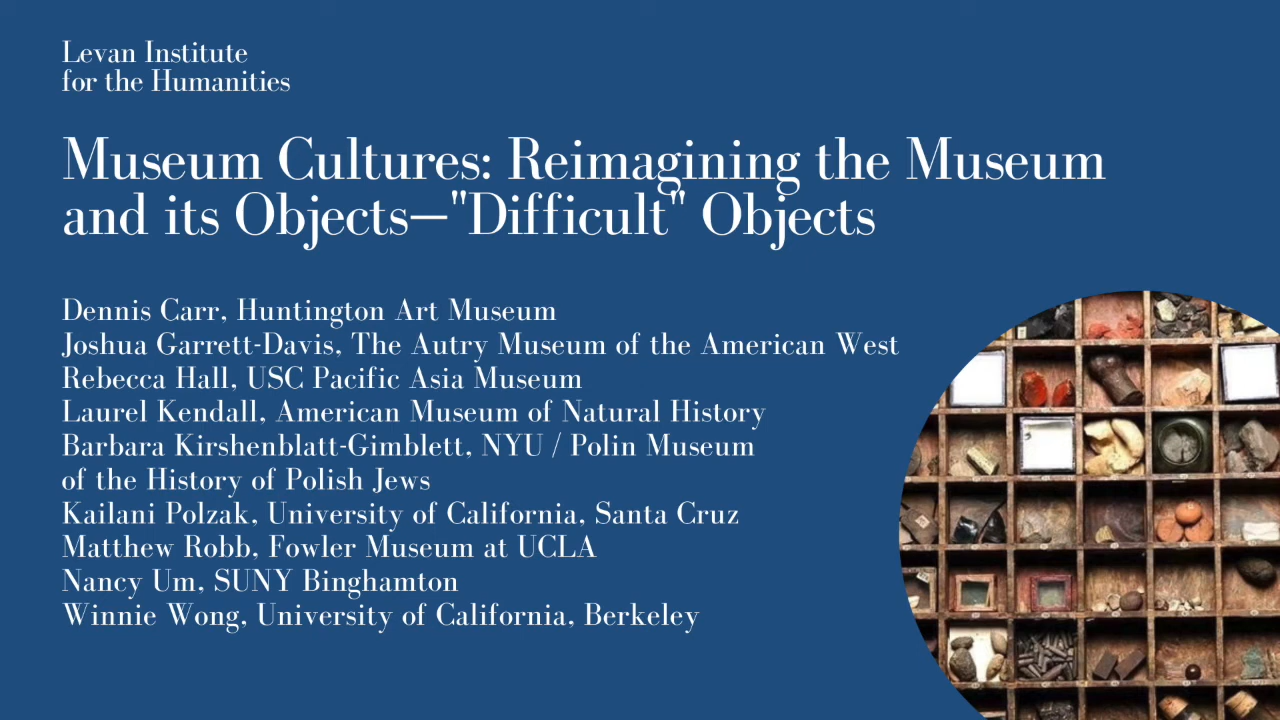 Levan Institute
for the Humanities
Museum Cultures: Reimagining the Museum
and its Objects—"Difficult" Objects
Dennis Carr, Huntington Art Museum
Joshua Garrett-Davis, The Autry Museum of the American West
Rebecca Hall, USC Pacific Asia Museum
Laurel Kendall, American Museum of Natural History
Barbara Kirshenblatt-Gimblett, NYU / Polin Museum
of the History of Polish Jews
Kailani Polzak, University of California, Santa Cruz
Matthew Robb, Fowler Museum at UCLA
Nancy Um, SUNY Binghamton
Winnie Wong, University of California, Berkeley